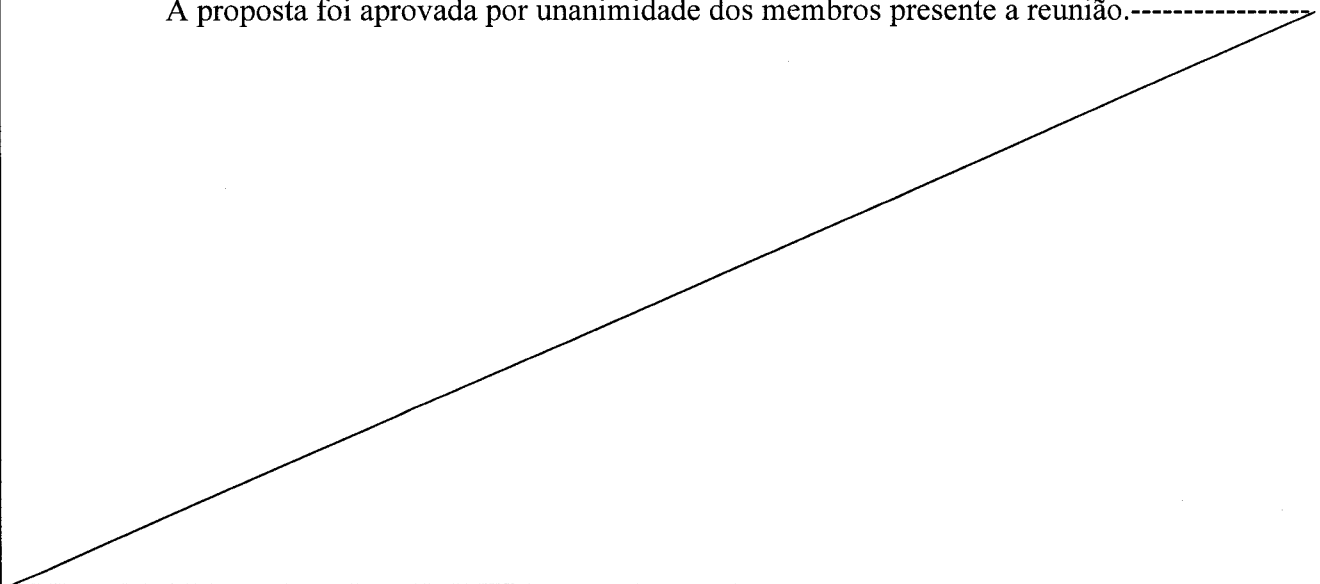 A proposta foi aprovada por unanimidade dos membros presente a reunião.-----------------